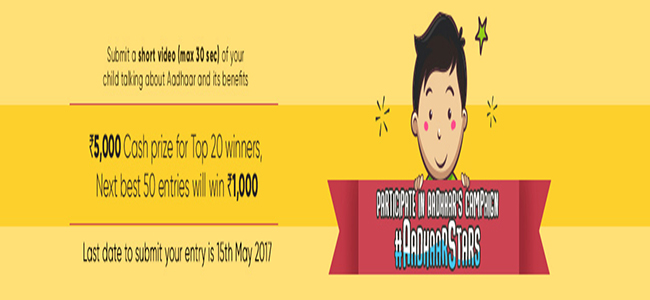 Submit a short video (max 30 sec) of your
child talking about Aadhaar and its benefits
₹5,000 Cash prize for Top 20 winners,
Next best 50 entries will win ₹1,000
Last date to submit your entry is 15th May 2017
PARTICIPATE IN AADHAAR'S CAMPAIGN
#AADHAARSTARS